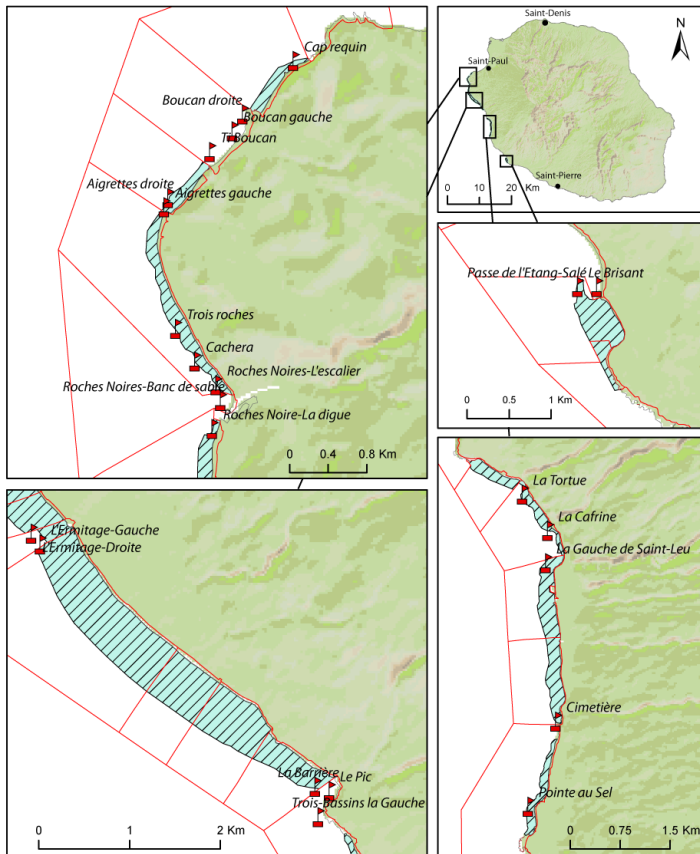 Cap requin
Boucan droite
Boucan gauche
Ti Boucan
Aigrettes droite
Aigrettes gauche
Trois roches
Cachera
Roches Noires-L'escalier
Roches Noires-Banc de sable
Roches Noire-La digue
0 0.4 0.8 Km
Saint-Denis
N
Saint-Paul
Saint-Pierre
0 10 20 Km
Passe de l'Etang-Salé
Le Brisant
0 0.5 1 Km
L'Ermitage-Gauche
L'Ermitage-Droite
La Barrière
Le Pic
Trois-Bassins la Gauche
0 1 2 Km
La Tortue
La Cafrine
La Gauche de Saint-Leu
Cimetière
Pointe au Sel
0 0.75 1.5 Km